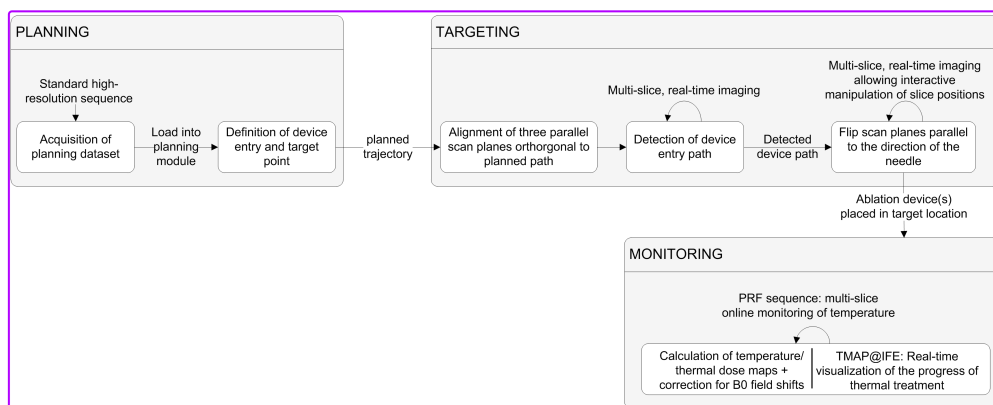 PLANNING
Standard high-
resolution sequence
Acquisition of
planning dataset
Load into
planning
module
Definition of device
entry and target
point
planned
trajectory
TARGETING
Alignment of three parallel
scan planes orthorgonal to
planned path
Multi-slice, real-time imaging
Detection of device
entry path
Detected
device path
Multi-slice, real-time imaging
allowing interactive
manipulation of slice positions
Flip scan planes parallel
to the direction of the
needle
Ablation device(s)
placed in target location
MONITORING
PRF sequence: multi-slice
online monitoring of temperature
Calculation of temperature/
thermal dose maps +
correction for B0 field shifts
TMAP@IFE: Real-time
visualization of the progress of
thermal treatment